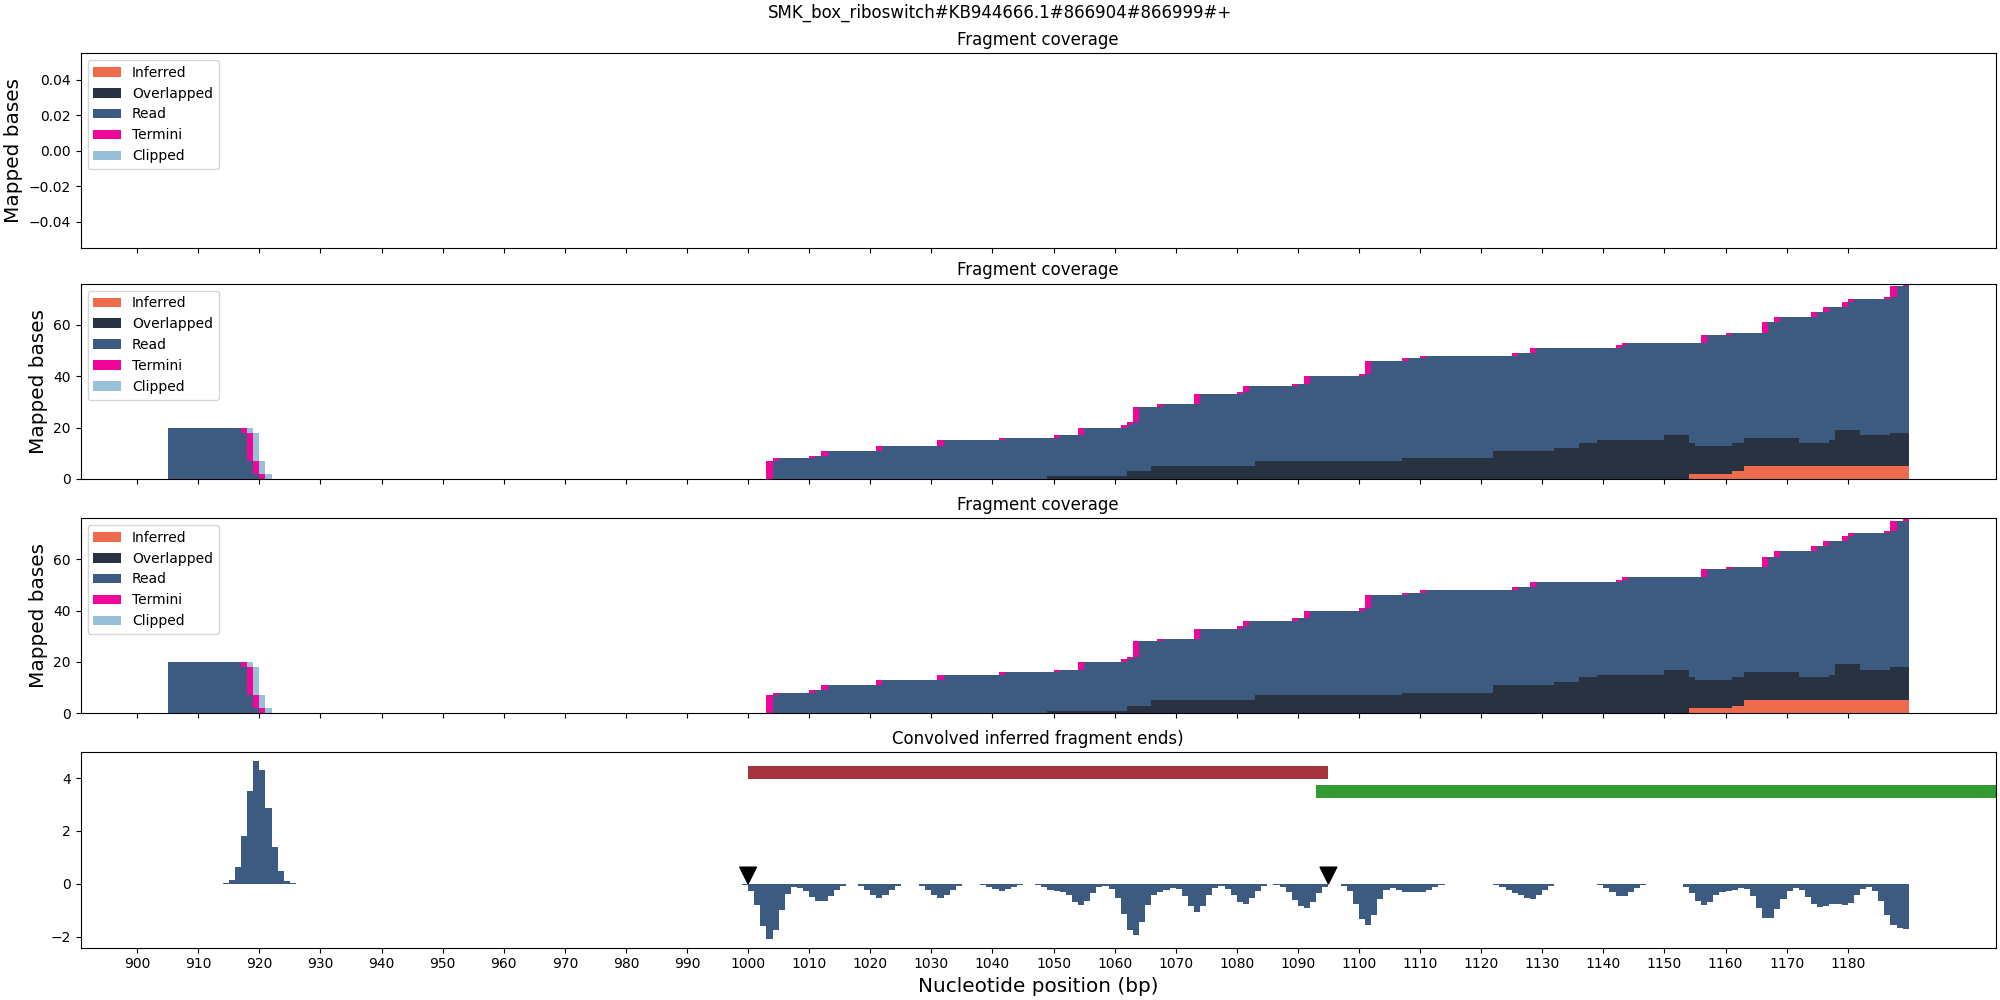 SMK_box_riboswitch#KB944666.1#866904#866999#+
Fragment coverage
Mapped bases
0.04
0.02
0.00
−0.02
−0.04
Inferred
Overlapped
Read
Termini
Clipped
Fragment coverage
Mapped bases
60
40
20
0
Inferred
Overlapped
Read
Termini
Clipped
Fragment coverage
Mapped bases
60
40
20
0
Inferred
Overlapped
Read
Termini
Clipped
Convolved inferred fragment ends)
4
2
0
−2
900 910 920 930 940 950 960 970 980 990 1000 1010 1020 1030 1040 1050 1060 1070 1080 1090 1100 1110 1120 1130 1140 1150 1160 1170 1180
Nucleotide position (bp)